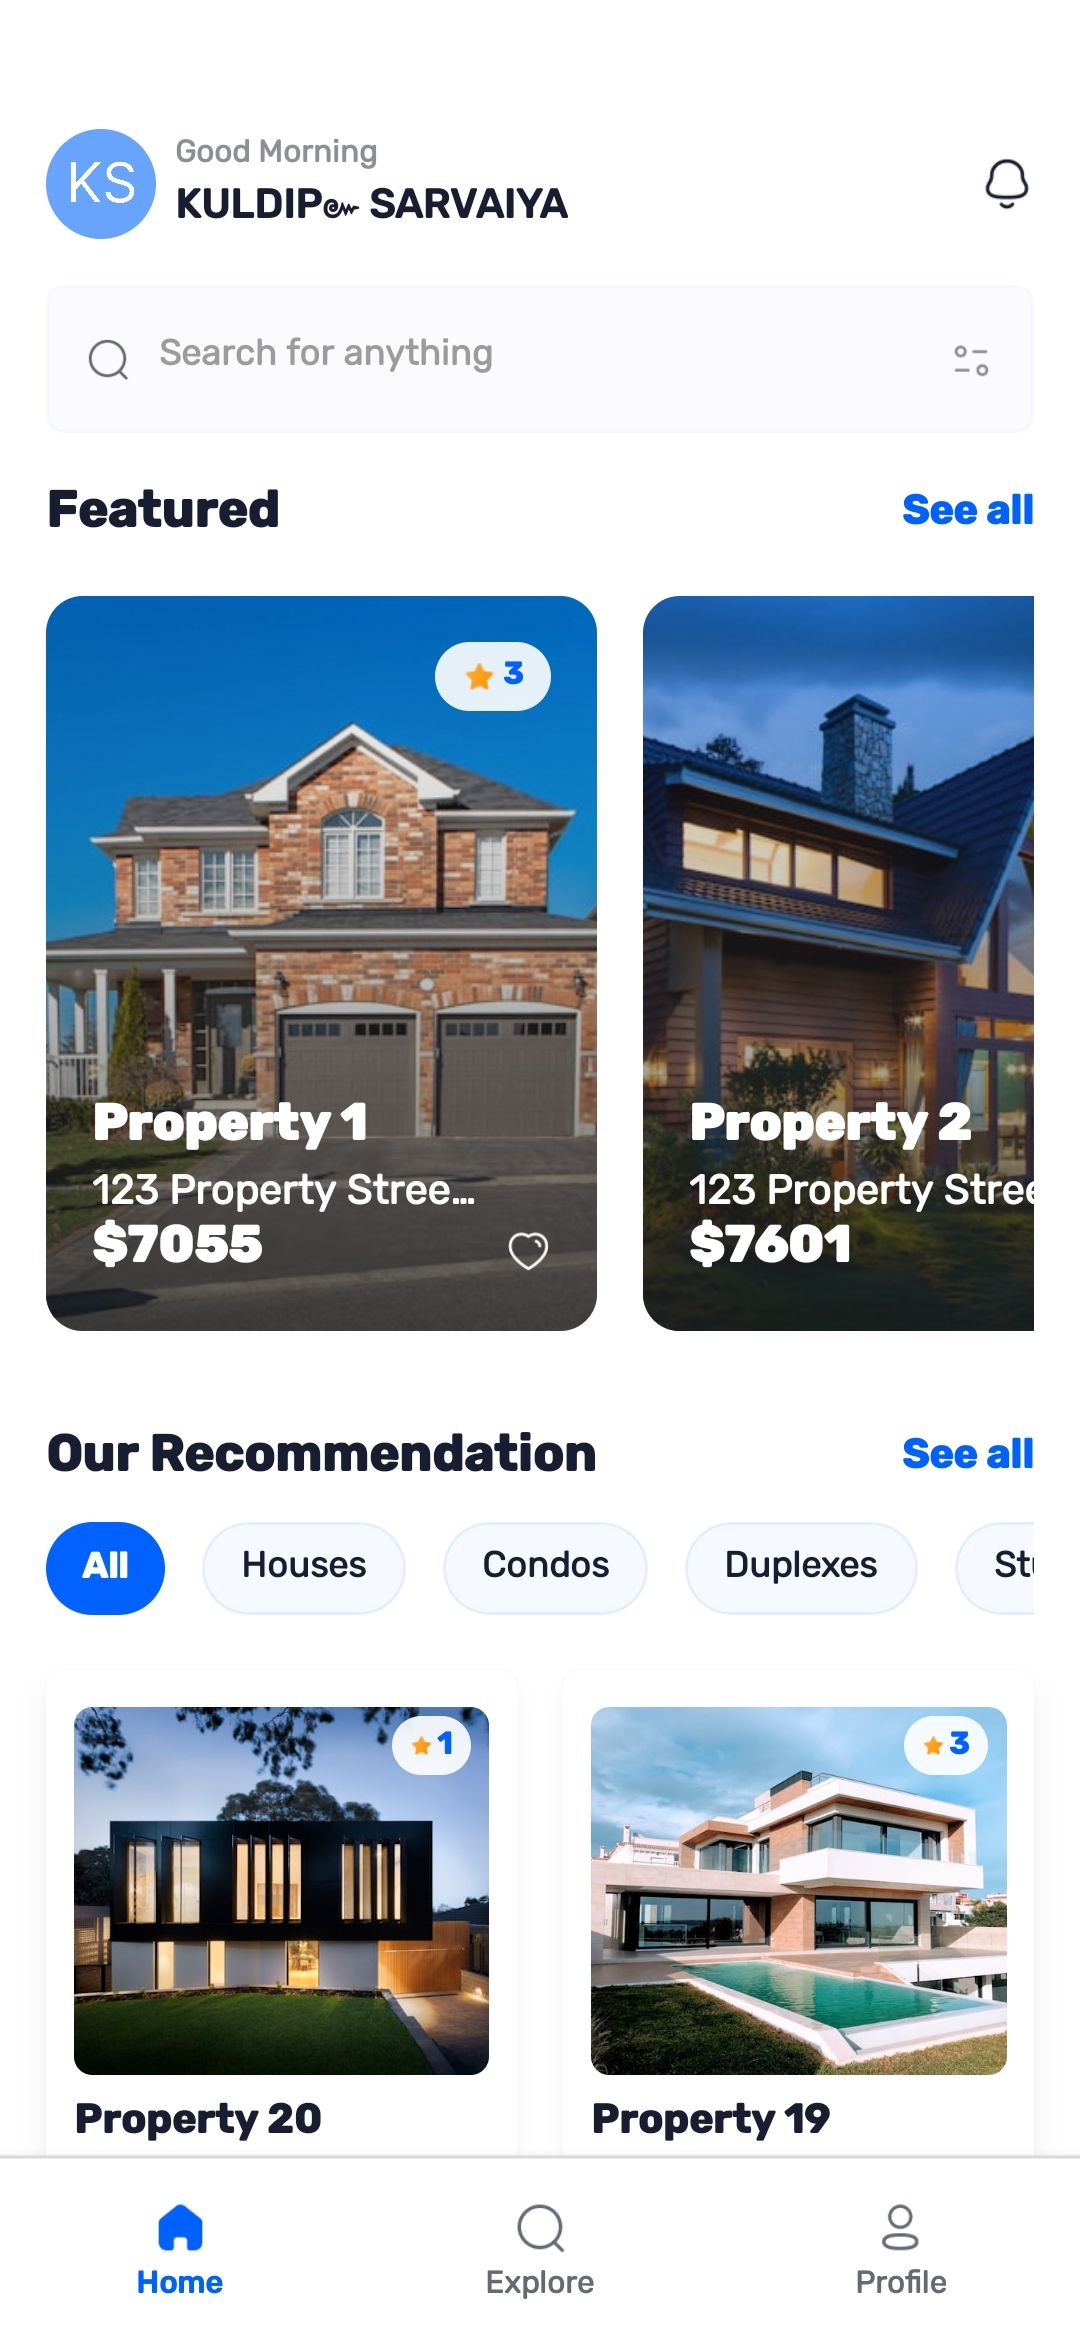 KS
Good Morning
KULDIP๛ SARVAIYA
Search for anything
Featured
See all
3
Property 1
123 Property Stree...
$7055
Property 2
123 Property Stree
$7601
Our Recommendation
See all
All
Houses
Condos
Duplexes
1
3
Property 20
Property 19
Home
Explore
Profile